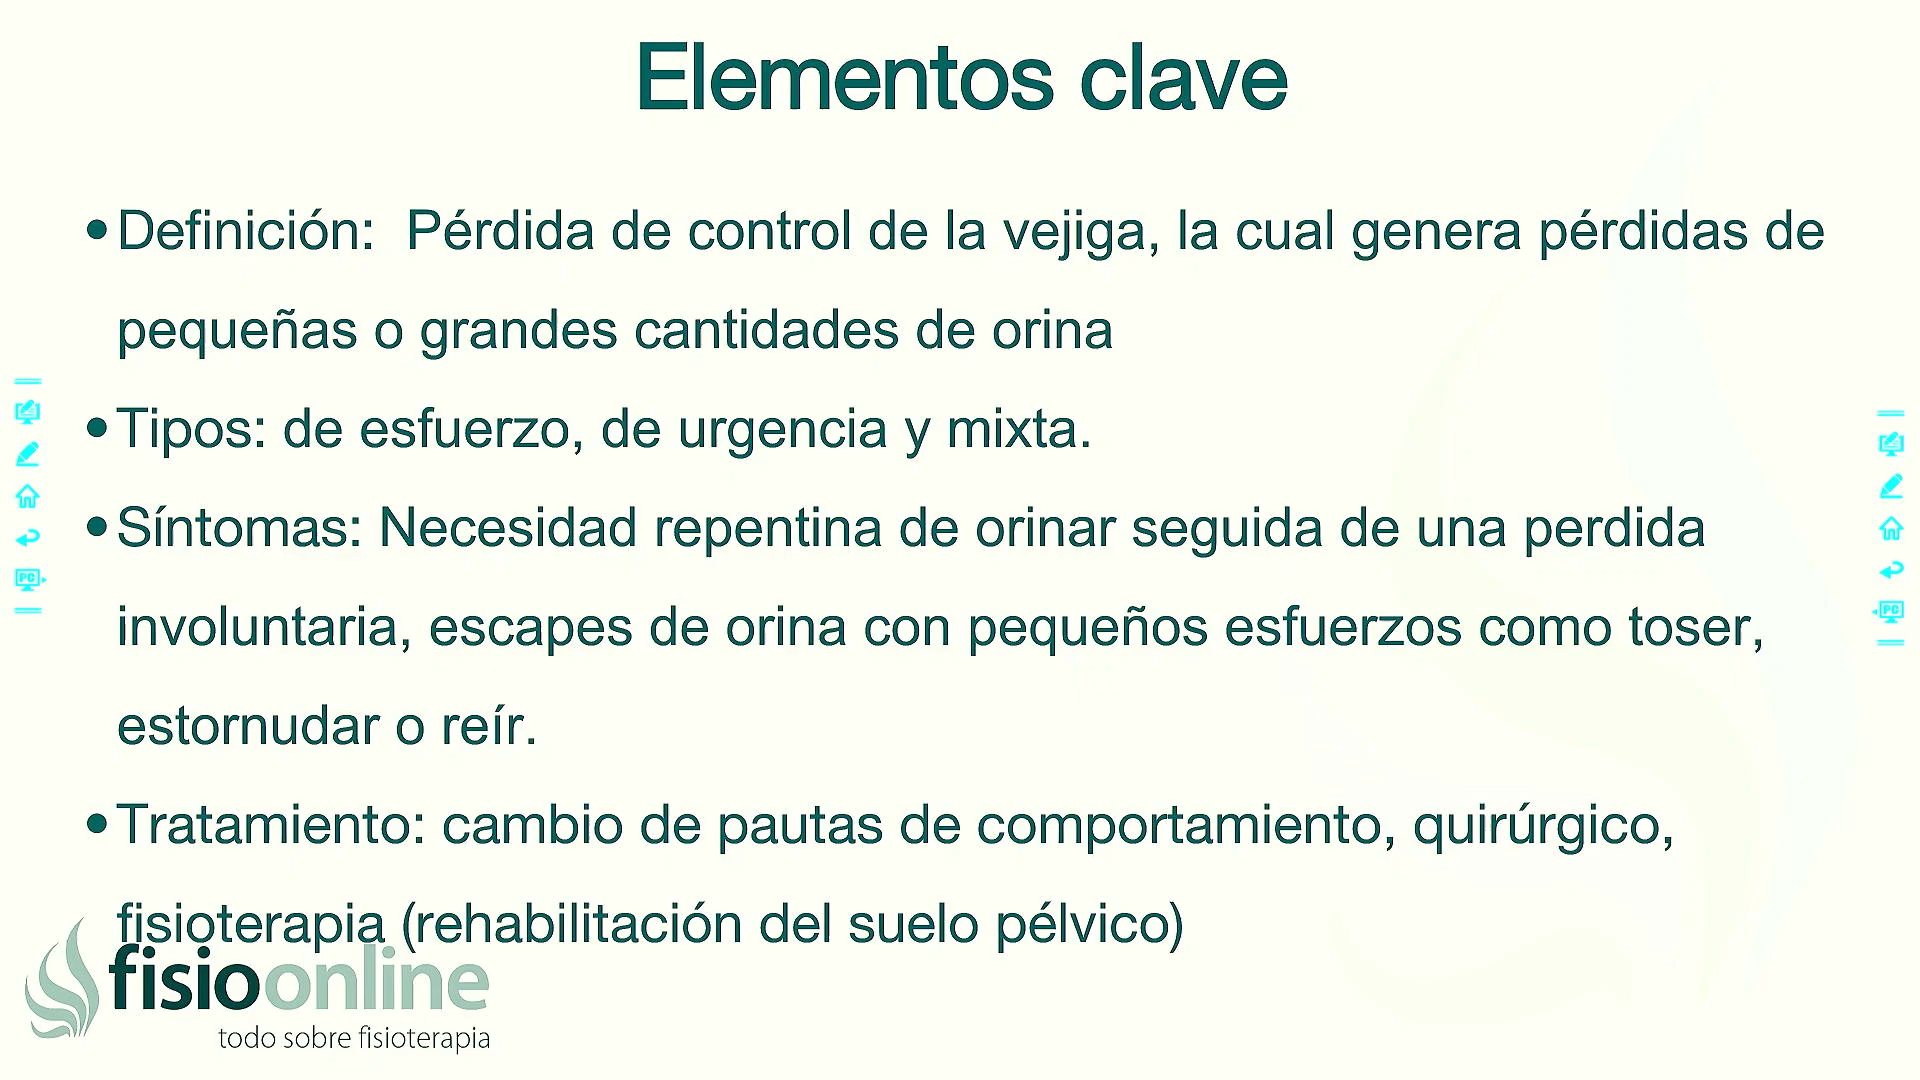 Elementos clave
•Definición:  Pérdida de control de la vejiga, la cual genera pérdidas de
pequeñas o grandes cantidades de orina
•Tipos: de esfuerzo, de urgencia y mixta.
•Síntomas: Necesidad repentina de orinar seguida de una perdida
involuntaria, escapes de orina con pequeños esfuerzos como toser,
estornudar o reír.
•Tratamiento: cambio de pautas de comportamiento, quirúrgico,
fisioterapia (rehabilitación del suelo pélvico)
fisioonline
todo sobre fisioterapia
PC
PC